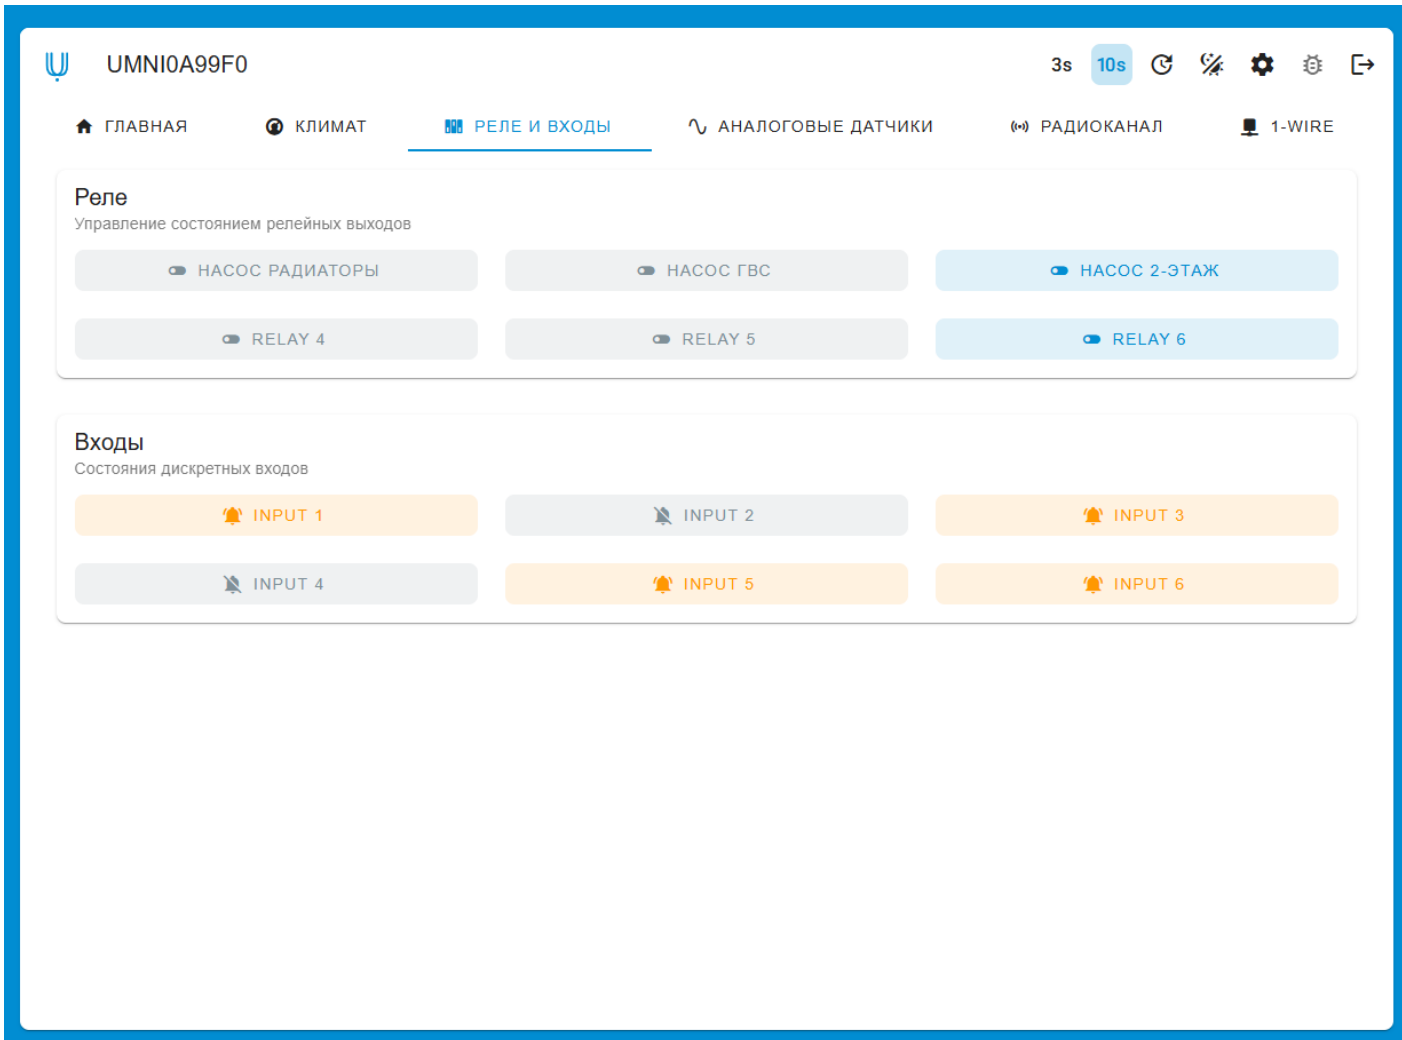 UMNI0A99F0
3s 10s
ГЛАВНАЯ КЛИМАТ РЕЛЕ И ВХОДЫ АНАЛОГОВЫЕ ДАТЧИКИ РАДИОКАНАЛ 1-WIRE
Реле
Управление состоянием релейных выходов
НАСОС РАДИАТОРЫ НАСОС ГВС НАСОС 2-ЭТАЖ
RELAY 4 RELAY 5 RELAY 6
Входы
Состояния дискретных входов
INPUT 1 INPUT 2 INPUT 3
INPUT 4 INPUT 5 INPUT 6